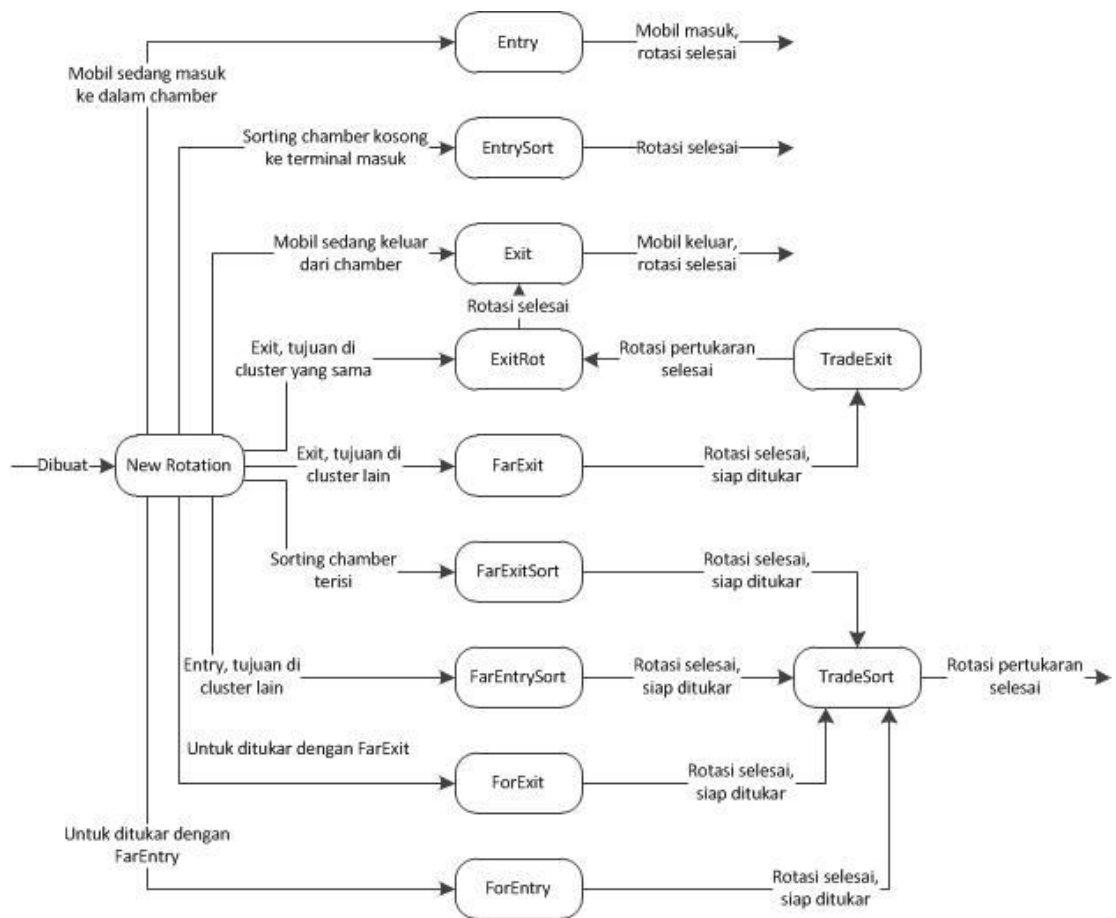 Entry
Mobil masuk,
rotasi selesai
Mobil sedang masuk
ke dalam chamber
Sorting chamber kosong
ke terminal masuk
EntrySort
Rotasi selesai
Mobil sedang keluar
dari chamber
Exit
Mobil keluar,
rotasi selesai
Rotasi selesai
Exit, tujuan di
cluster yang sama
ExitRot
Rotasi pertukaran
selesai
TradeExit
Dibuat
New Rotation
Exit, tujuan di
cluster lain
FarExit
Rotasi selesai,
siap ditukar
Sorting chamber
terisi
FarExitSort
Rotasi selesai,
siap ditukar
Entry, tujuan di
cluster lain
FarEntrySort
Rotasi selesai,
siap ditukar
TradeSort
Rotasi pertukaran
selesai
Untuk ditukar dengan FarExit
ForExit
Rotasi selesai,
siap ditukar
Untuk ditukar dengan
FarEntry
ForEntry
Rotasi selesai,
siap ditukar